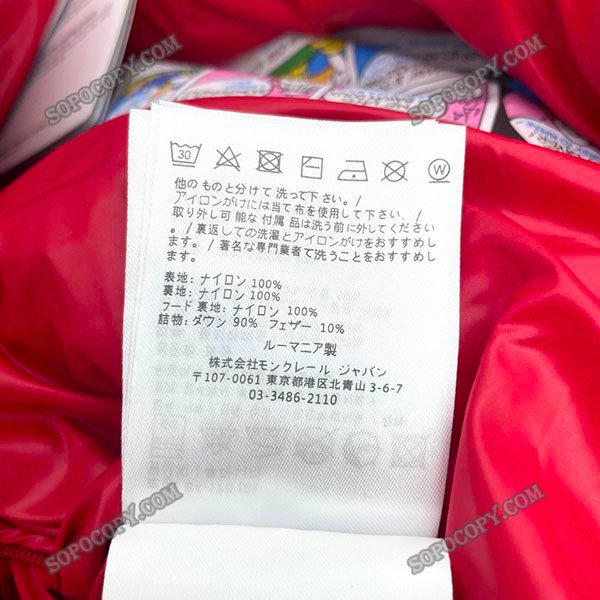 30
W
他の ものと分けて 洗って下さい。/
アイロンがけには当て布を使用して下さい /
取り外し可能な 付属 品は洗う前に外してください
。/ 裏返しての洗濯とアイロンがけをおすすめし
ます。/ 著名な専門業者で洗うことをおすすめし
ます。
表地: ナイロン 100%
裏地: ナイロン 100%
フード 裏地: ナイロン 100%
詰物: ダウン 90% フェザー 10%
ルーマニア製
株式会社モンクレール ジャパン
〒107-0061 東京都港区北青山 3-6-7
03-3486-2110
SOPOCOPY.COM
SOPOCOPY.COM
SOPOCOPY.COM
SOPOCOPY.COM
SOPOCOPY.COM
SOPOCOPY.COM